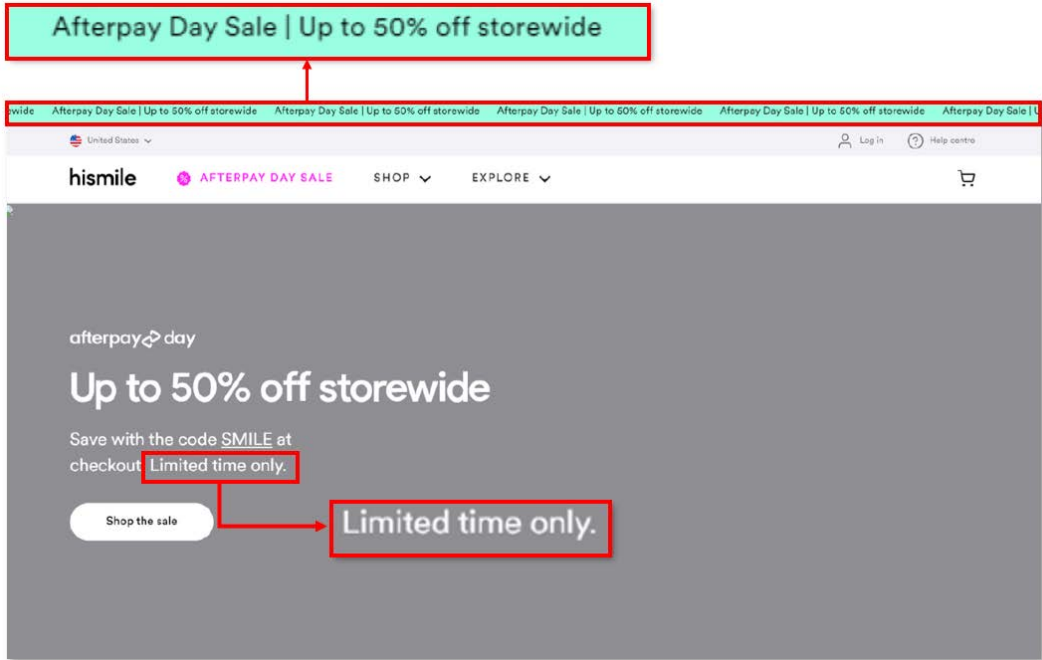 Afterpay Day Sale | Up to 50% off storewide
ewide Afterpay Day Sale | Up to 50% off storewide Afterpay Day Sale | Up to 50% off storewide Afterpay Day Sale | Up to 50% off storewide Afterpay Day Sale | Up to 50% off storewide Afterpay Day Sale | U
United States Log in Help centre
hismile AFTERPAY DAY SALE SHOP EXPLORE
afterpay day
Up to 50% off storewide
Save with the code SMILE at
checkout. Limited time only.
Shop the sale
Limited time only.